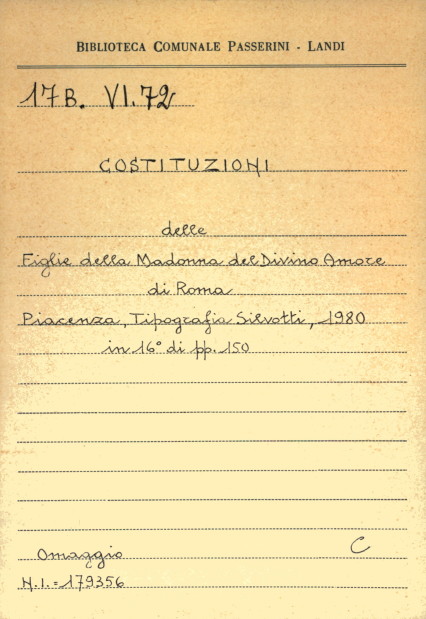 BIBLIOTECA COMUNALE PASSERINI - LANDI
17B. VI.72
COSTITUZIONI
delle
Figlie della Madonna del Divino Amore
di Roma
Piacenza, Tipografia Silvotti, 1980
in 16° di pp. 150
Omaggio C
N.I.=179356